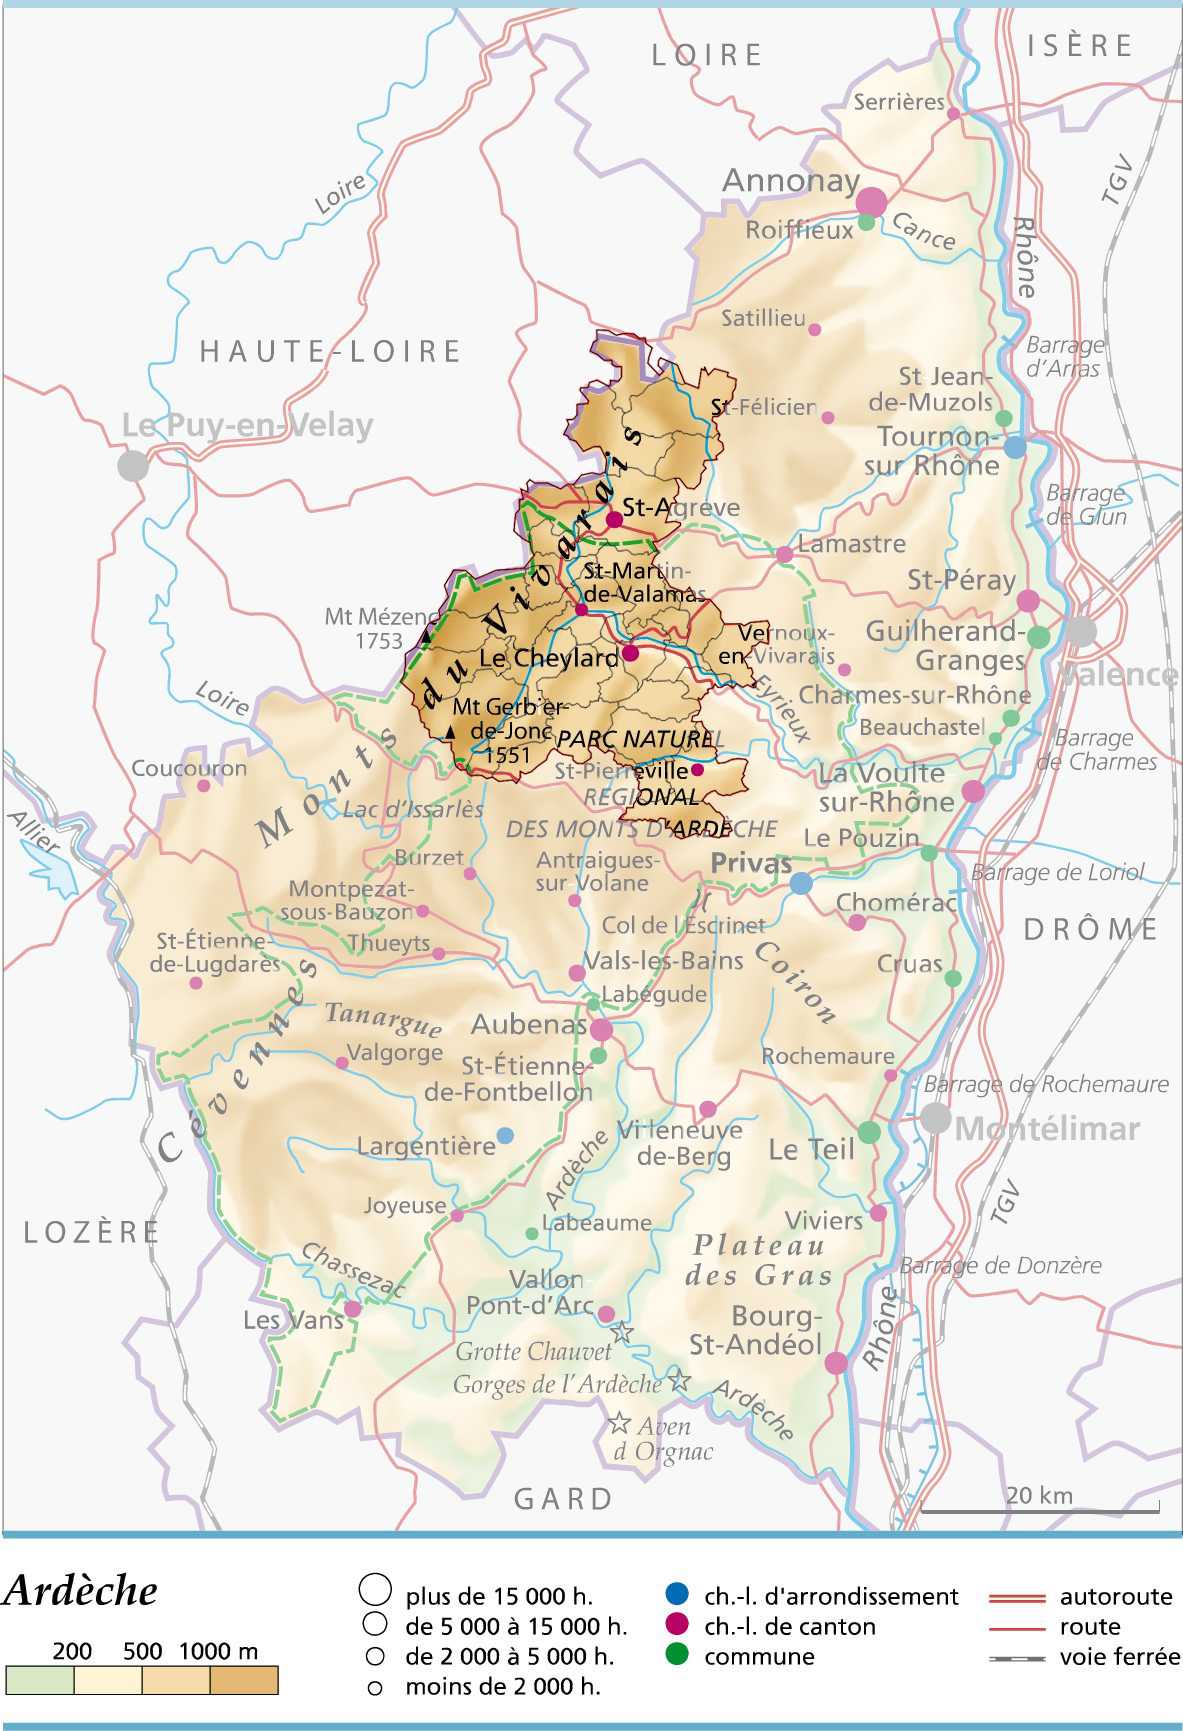 LOIRE
ISÈRE
Serrières
TGV
Annonay
Loire
Roiffieux
Cance
Rhône
Satillieu
HAUTE-LOIRE
Barrage
d'Arras
St Jean-
de-Muzols
St-Félicien
Le Puy-en-Velay
Tournon-
sur Rhône
Barrage
de Glun
St-Agrève
Lamastre
St-Martin-
de-Valamas
St-Péray
Mt Mézenc
1753
Monts du Vivarais
Vernoux-
en-Vivarais
Guilherand-
Granges
Le Cheylard
Valence
Loire
Eyrieux
Charmes-sur-Rhône
Mt Gerbier-
de-Jonc
1551
Beauchastel
PARC NATUREL
Barrage
de Charmes
Coucouron
St-Pierreville
La Voulte
sur-Rhône
RÉGIONAL
Lac d'Issarlès
Allier
DES MONTS D'ARDÈCHE
Le Pouzin
Burzet
Antraigues-
sur Volane
Privas
Barrage de Loriol
Montpezat-
sous-Bauzon
Chomérac
Col de l'Escrinet
DRÔME
St-Étienne-
de-Lugdarès
Thueyts
Vals-les-Bains
Coiron
Cruas
Labégude
Tanargue
Aubenas
Valgorge
Cévennes
St-Étienne-
de-Fontbellon
Rochemaure
Barrage de Rochemaure
Largentière
Villeneuve
de-Berg
Le Teil
Montélimar
Ardèche
Joyeuse
Labeaume
Viviers
TGV
LOZÈRE
Plateau
des Gras
Chassezac
Barrage de Donzère
Vallon
Pont-d'Arc
Les Vans
Bourg-
St-Andéol
Rhône
Grotte Chauvet
Gorges de l'Ardèche
Ardèche
Aven
d Orgnac
GARD
20 km
Ardèche
200 500 1000 m
plus de 15 000 h.
de 5 000 à 15 000 h.
de 2 000 à 5 000 h.
moins de 2 000 h.
ch.-l. d'arrondissement
ch.-l. de canton
commune
autoroute
route
voie ferrée